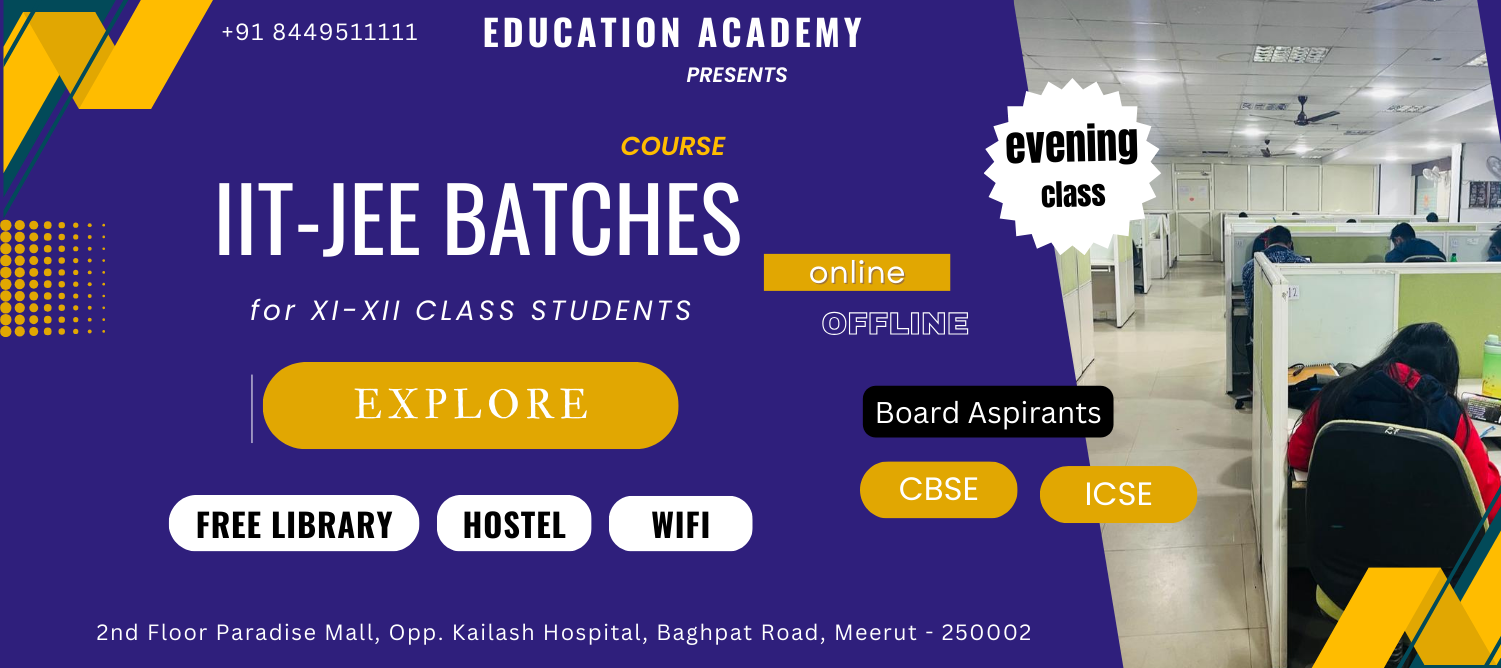 +91 8449511111
EDUCATION ACADEMY
PRESENTS
COURSE
IIT-JEE BATCHES
for XI-XII CLASS STUDENTS
EXPLORE
FREE LIBRARY
HOSTEL
WIFI
online
OFFLINE
evening
class
Board Aspirants
CBSE
ICSE
12
2nd Floor Paradise Mall, Opp. Kailash Hospital, Baghpat Road, Meerut - 250002